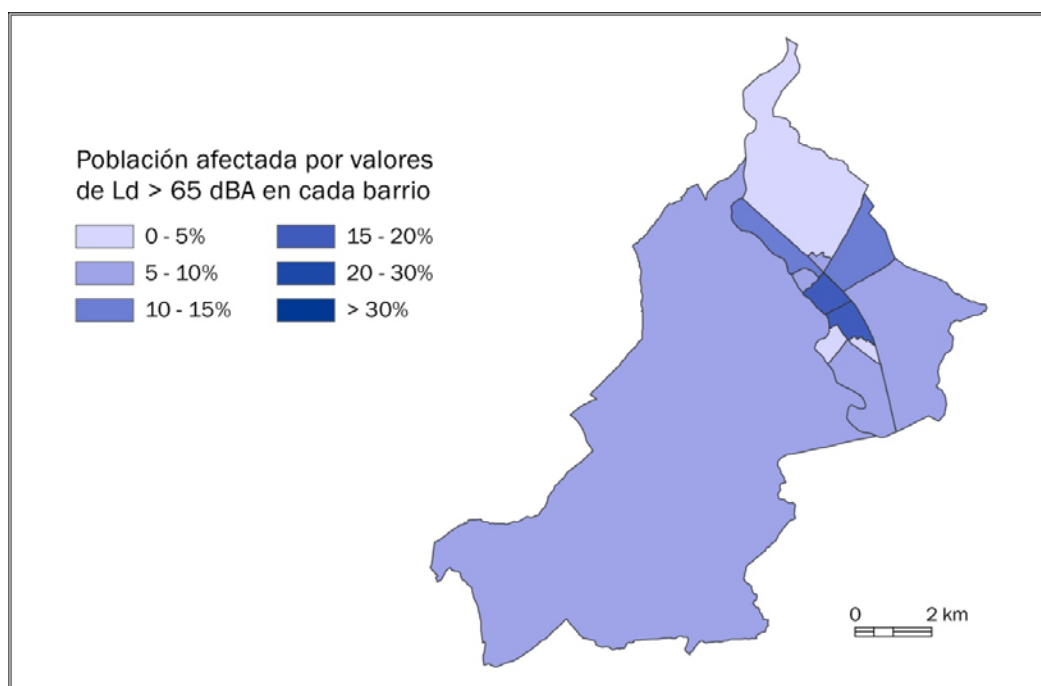 Población afectada por valores
de Ld > 65 dBA en cada barrio
0 - 5%
15 - 20%
5 - 10%
20 - 30%
10 - 15%
> 30%
0
2 km